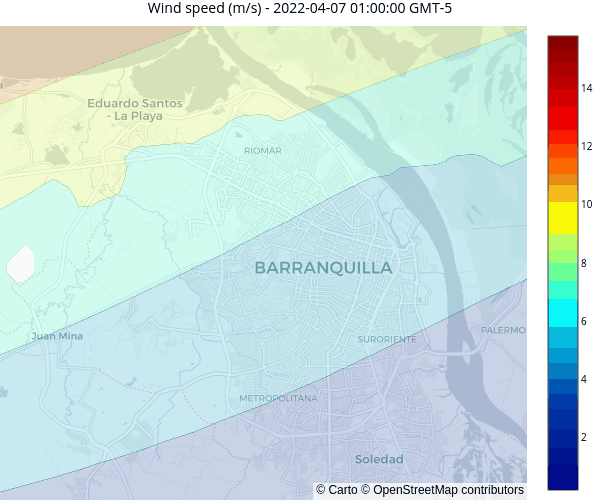 Wind speed (m/s) - 2022-04-07 01:00:00 GMT-5
Eduardo Santos
- La Playa
RIOMAR
BARRANQUILLA
Juan Mina
SURORIENTE
PALERMO
METROPOLITANA
Soledad
© Carto © OpenStreetMap contributors
14
12
10
8
6
4
2